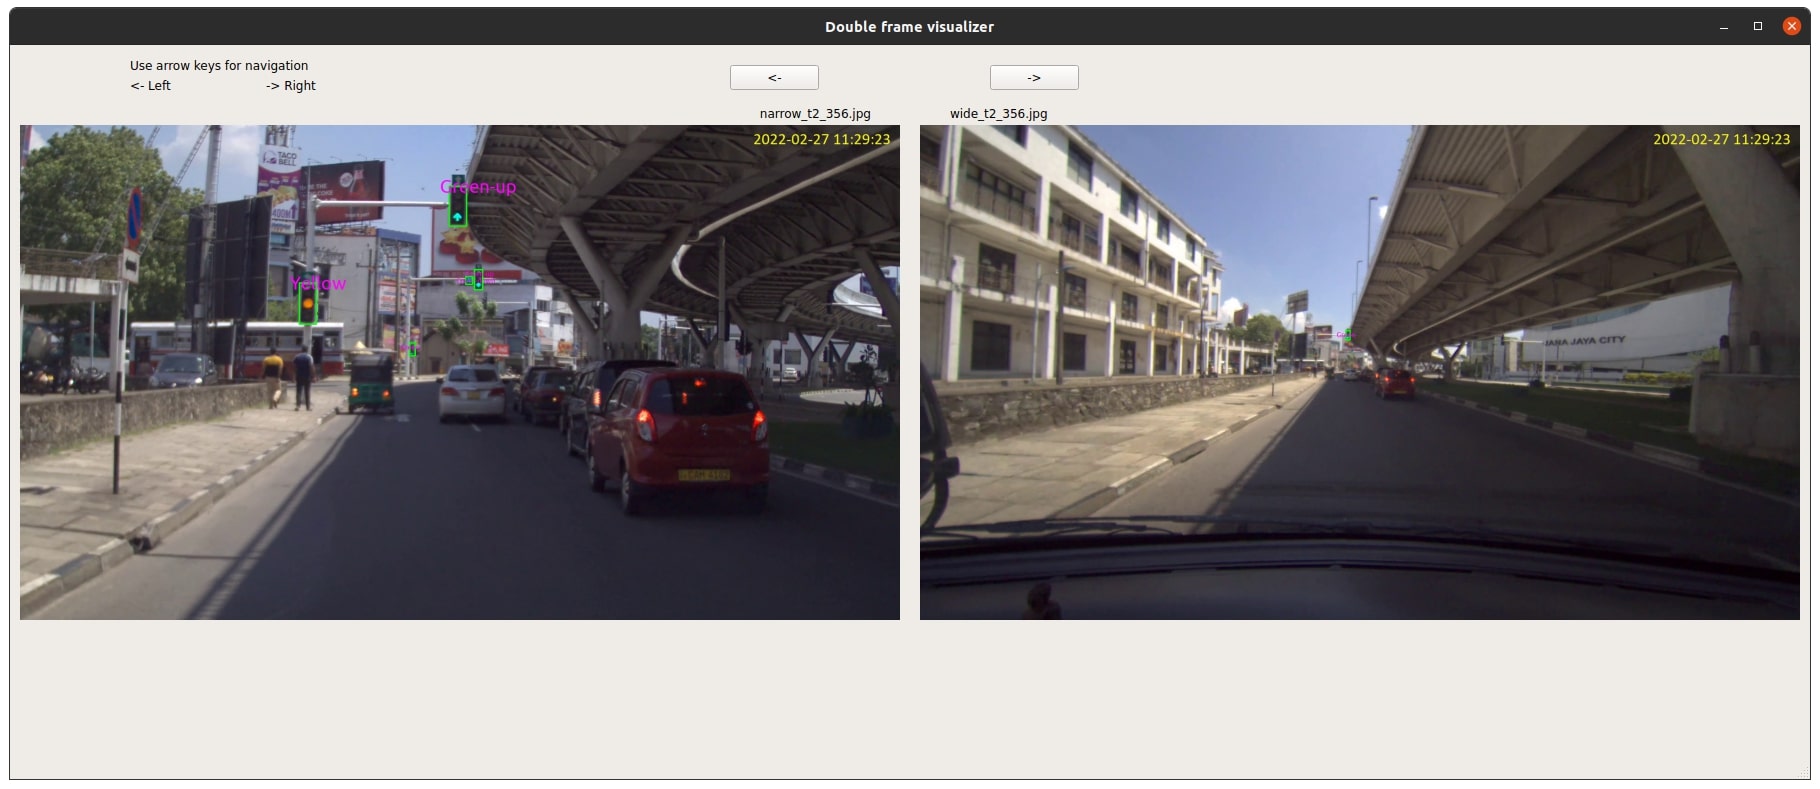 Double frame visualizer
Use arrow keys for navigation
<- Left
-> Right
<-
->
narrow_t2_356.jpg
wide_t2_356.jpg
2022-02-27 11:29:23
TACO
BELL
Green-up
Yellow
2022-02-27 11:29:23
JAYA CITY